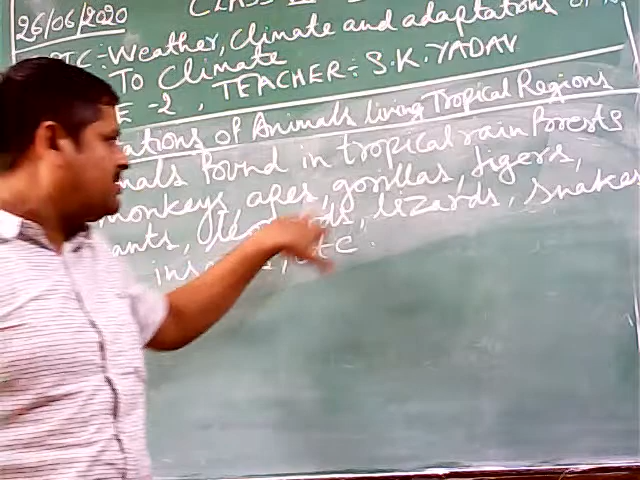 26/06/2020 CLASS
TC:- Weather, Climate and adaptations of
To Climate
E -2 , TEACHER:- S.K. YADAV
ations of Animals living Tropical Regions
mals found in tropical rain forests
monkeys, apes, gorillas, tigers,
ants, lizards, snakes
etc.